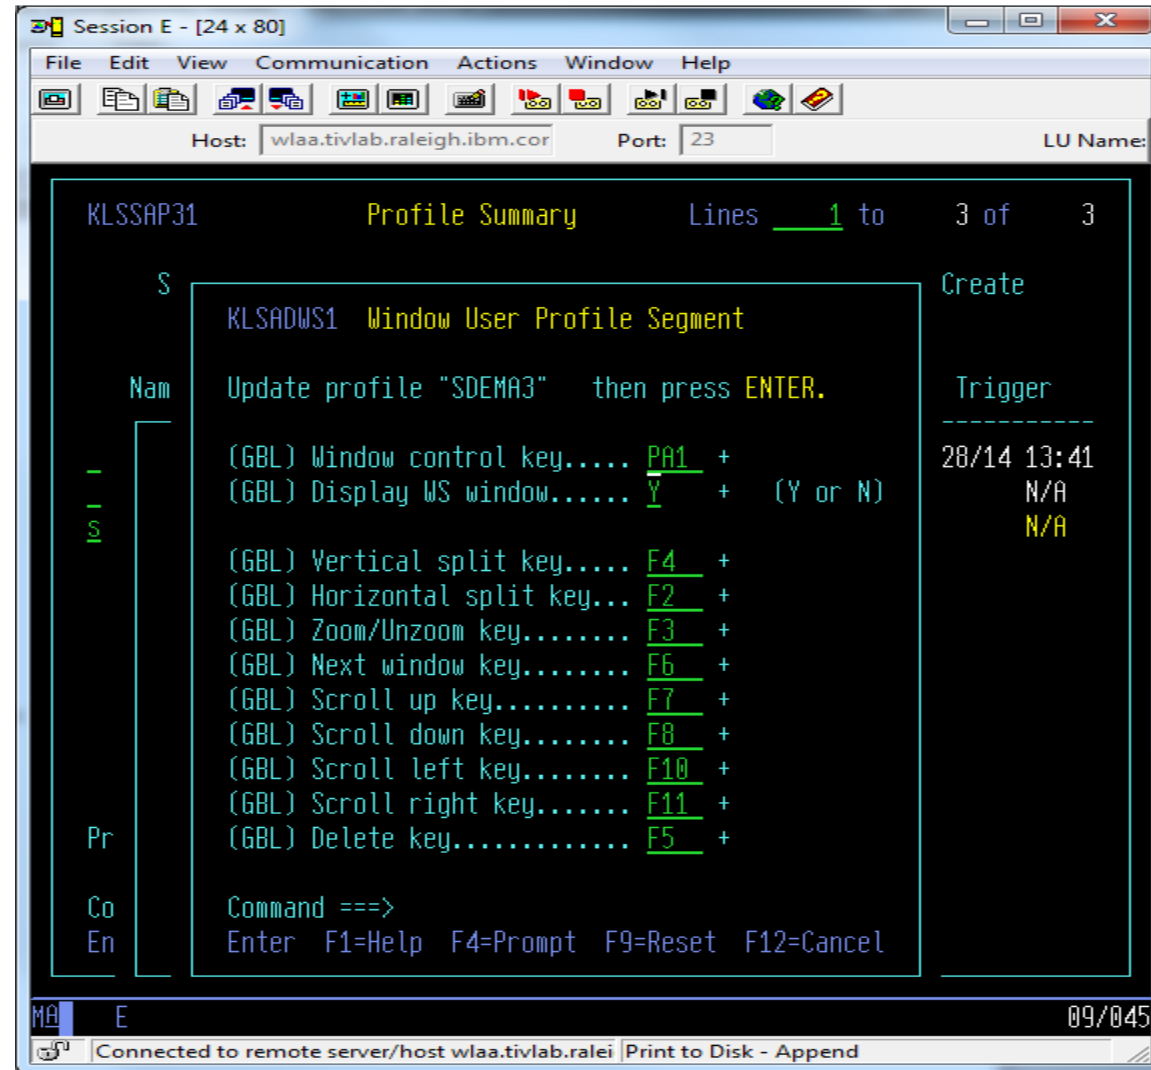 Session E - [24 x 80]
File Edit View Communication Actions Window Help
Host: wlaa.tivlab.raleigh.ibm.cor Port: 23 LU Name:
KLSSAP31 Profile Summary Lines ____1 to 3 of 3
S Create
KLSADWS1 Window User Profile Segment
Nam Update profile "SDEMA3" then press ENTER. Trigger
-----------
_ (GBL) Window control key..... PA1 + 28/14 13:41
_ (GBL) Display WS window...... Y + (Y or N) N/A
S N/A
(GBL) Vertical split key..... F4 +
(GBL) Horizontal split key... F2 +
(GBL) Zoom/Unzoom key........ F3 +
(GBL) Next window key........ F6 +
(GBL) Scroll up key.......... F7 +
(GBL) Scroll down key........ F8 +
(GBL) Scroll left key........ F10 +
(GBL) Scroll right key....... F11 +
Pr (GBL) Delete key............. F5 +
Co Command ===>
En Enter F1=Help F4=Prompt F9=Reset F12=Cancel
MA E 09/045
Connected to remote server/host wlaa.tivlab.ralei Print to Disk - Append